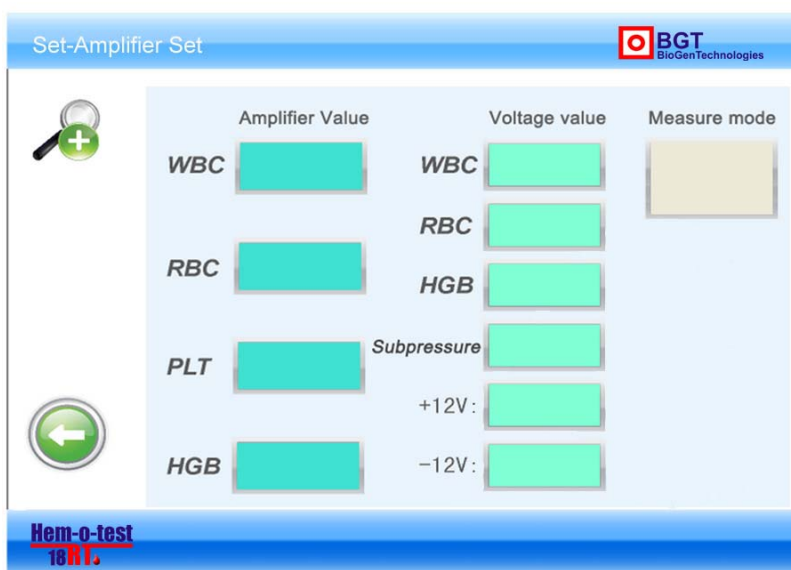 Set-Amplifier Set
BGT
BioGenTechnologies
Amplifier Value
WBC
RBC
PLT
HGB
Voltage value
WBC
RBC
HGB
Subpressure
+12V:
-12V:
Measure mode
Hem-o-test
18RT